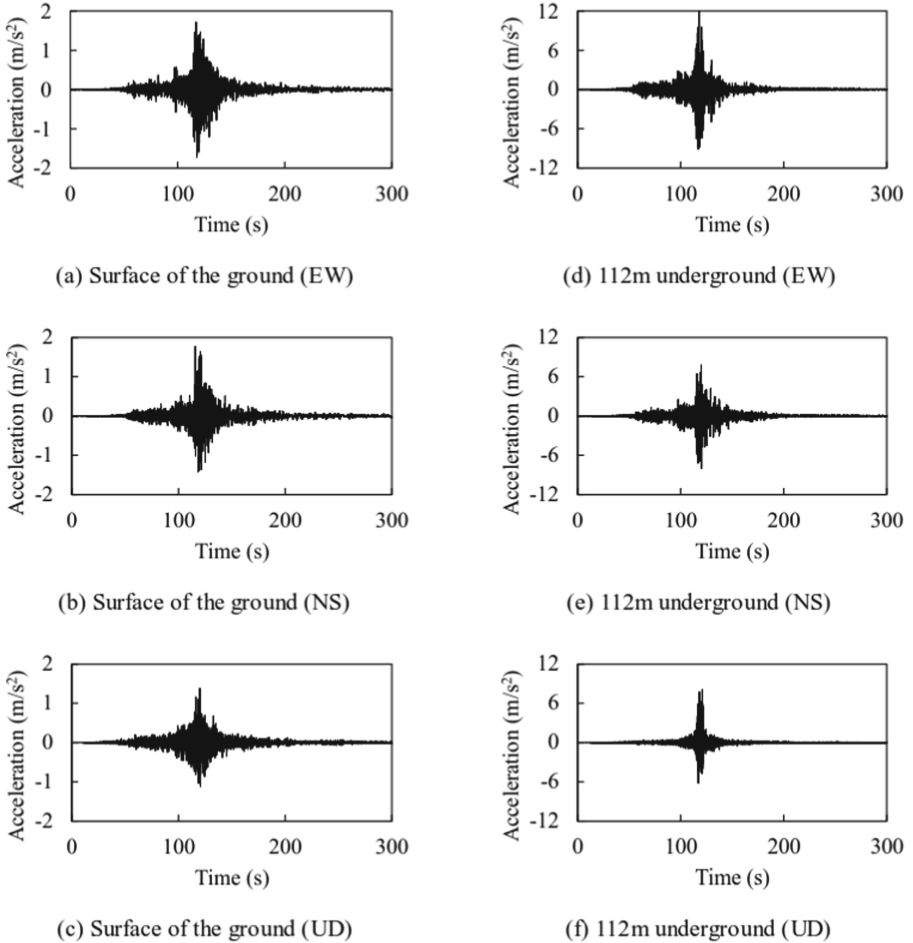 Acceleration (m/s²)
2
1
0
-1
-2
0 100 200 300
Time (s)
(a) Surface of the ground (EW)
Acceleration (m/s²)
12
6
0
-6
-12
0 100 200 300
Time (s)
(d) 112m underground (EW)
Acceleration (m/s²)
2
1
0
-1
-2
0 100 200 300
Time (s)
(b) Surface of the ground (NS)
Acceleration (m/s²)
12
6
0
-6
-12
0 100 200 300
Time (s)
(e) 112m underground (NS)
Acceleration (m/s²)
2
1
0
-1
-2
0 100 200 300
Time (s)
(c) Surface of the ground (UD)
Acceleration (m/s²)
12
6
0
-6
-12
0 100 200 300
Time (s)
(f) 112m underground (UD)